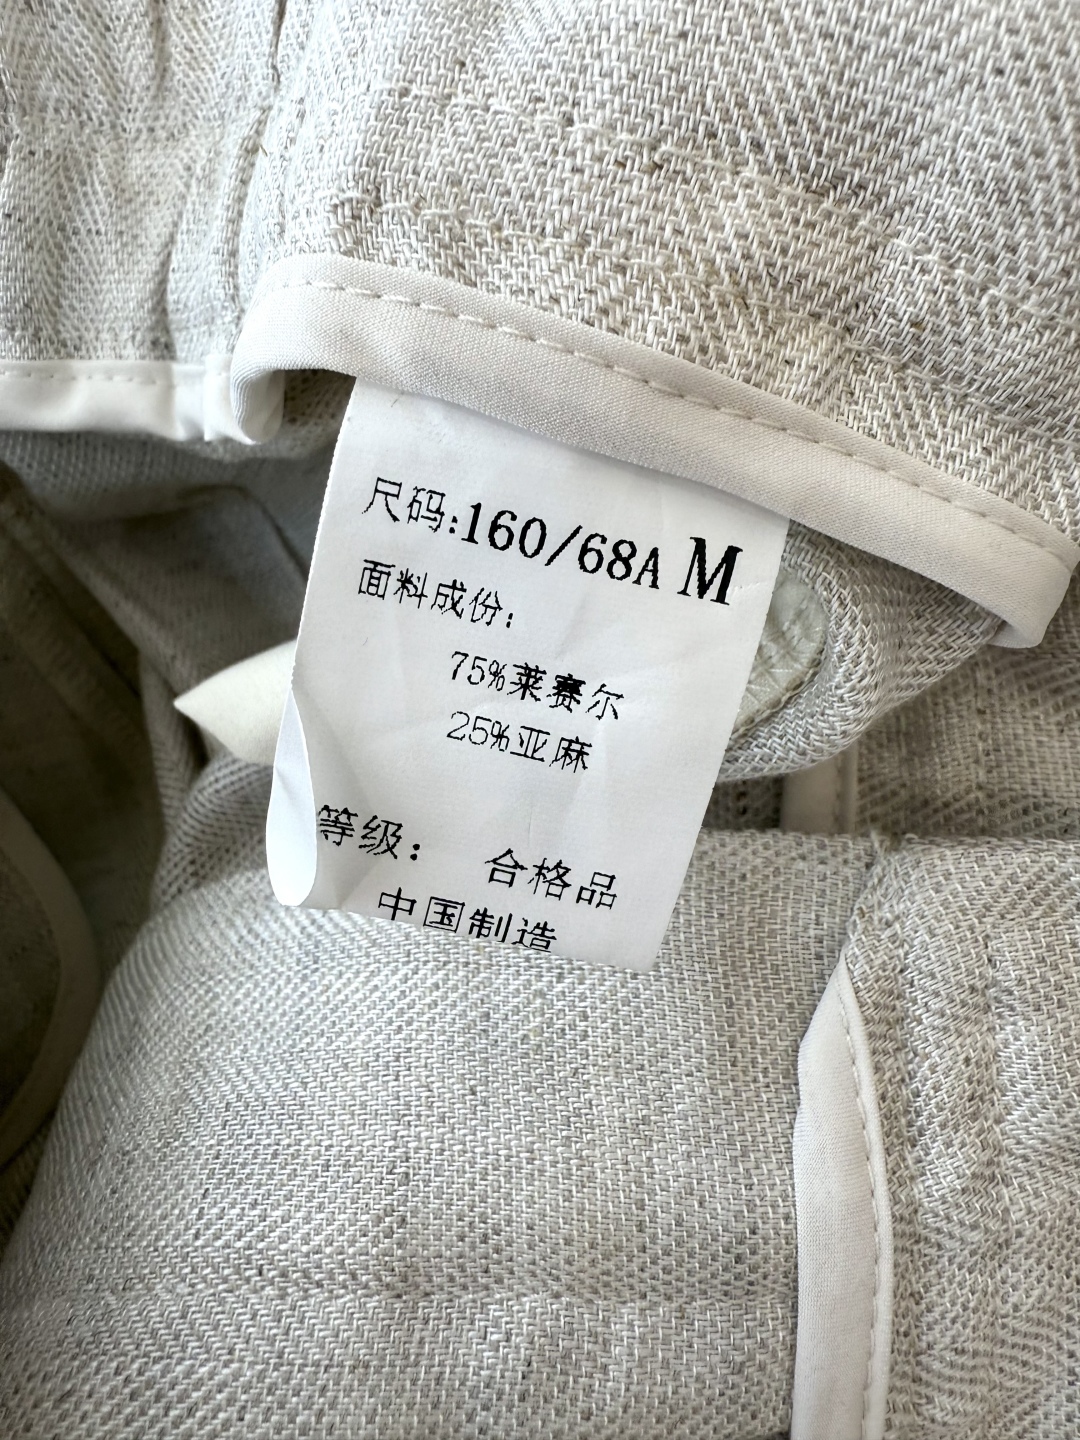 尺码:160/68A M
面料成份:
75%莱赛尔
25%亚麻
等级: 合格品
中国制造